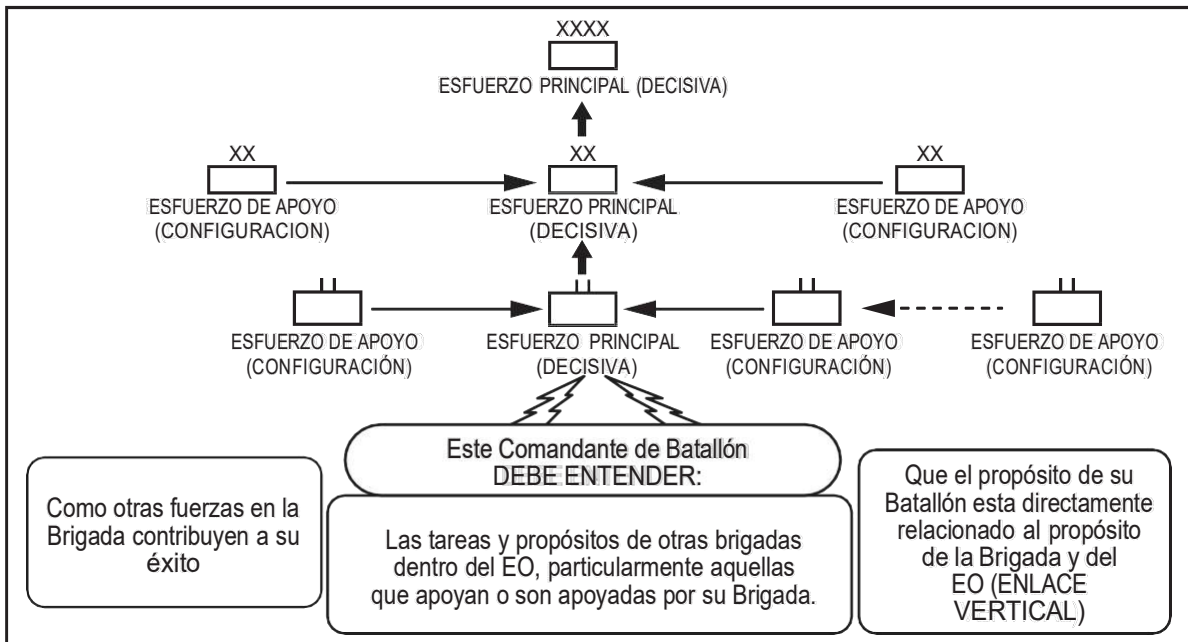 XXXX
ESFUERZO PRINCIPAL (DECISIVA)
XX
ESFUERZO DE APOYO
(CONFIGURACION)
XX
ESFUERZO PRINCIPAL
(DECISIVA)
XX
ESFUERZO DE APOYO
(CONFIGURACION)
ESFUERZO DE APOYO
(CONFIGURACIÓN)
ESFUERZO PRINCIPAL
(DECISIVA)
ESFUERZO DE APOYO
(CONFIGURACIÓN)
ESFUERZO DE APOYO
(CONFIGURACIÓN)
Este Comandante de Batallón
DEBE ENTENDER:
Como otras fuerzas en la
Brigada contribuyen a su
éxito
Las tareas y propósitos de otras brigadas
dentro del EO, particularmente aquellas
que apoyan o son apoyadas por su Brigada.
Que el propósito de su
Batallón esta directamente
relacionado al propósito
de la Brigada y del
EO (ENLACE
VERTICAL)